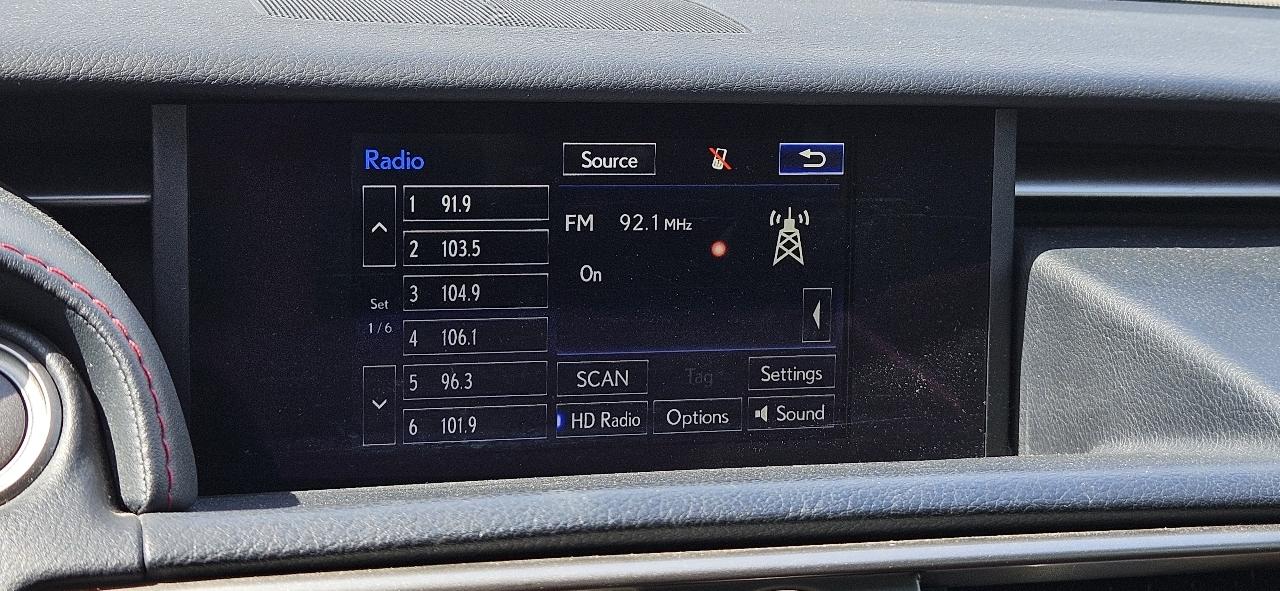 Radio
Source
1 91.9
2 103.5
3 104.9
4 106.1
5 96.3
6 101.9
Set
1/6
FM 92.1 MHz
On
SCAN
Tag
Settings
HD Radio
Options
Sound